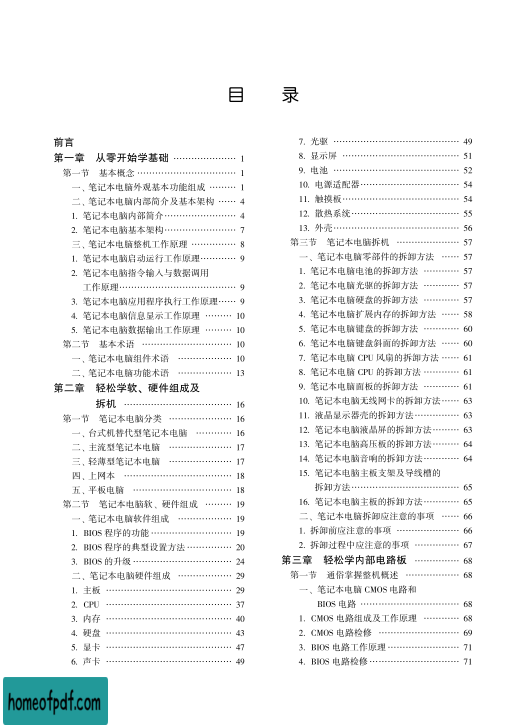 目 录
前言
第一章 从零开始学基础 …………………… 1
第一节 基本概念 ……………………………… 1
一、笔记本电脑外观基本功能组成 ……… 1
二、笔记本电脑内部简介及基本架构 …… 4
1. 笔记本电脑内部简介…………………… 4
2. 笔记本电脑基本架构…………………… 7
三、笔记本电脑整机工作原理 …………… 8
1. 笔记本电脑启动运行工作原理………… 9
2. 笔记本电脑指令输入与数据调用
工作原理…………………………………… 9
3. 笔记本电脑应用程序执行工作原理…… 9
4. 笔记本电脑信息显示工作原理 ……… 10
5. 笔记本电脑数据输出工作原理 ……… 10
第二节 基本术语 …………………………… 10
一、笔记本电脑组件术语 ……………… 10
二、笔记本电脑功能术语 ……………… 13
第二章 轻松学软、硬件组成及
拆机 ………………………………… 16
第一节 笔记本电脑分类 …………………… 16
一、台式机替代型笔记本电脑 ………… 16
二、主流型笔记本电脑 ………………… 17
三、轻薄型笔记本电脑 ………………… 17
四、上网本 ……………………………… 18
五、平板电脑 …………………………… 18
第二节 笔记本电脑软、硬件组成 ………… 19
一、笔记本电脑软件组成 ……………… 19
1. BIOS 程序的功能……………………… 19
2. BIOS 程序的典型设置方法…………… 20
3. BIOS 的升级…………………………… 24
二、笔记本电脑硬件组成 ……………… 29
1. 主板 …………………………………… 29
2. CPU …………………………………… 37
3. 内存 …………………………………… 40
4. 硬盘 …………………………………… 43
5. 显卡 …………………………………… 47
6. 声卡 …………………………………… 49
7. 光驱 …………………………………… 49
8. 显示屏 ………………………………… 51
9. 电池 …………………………………… 52
10. 电源适配器…………………………… 54
11. 触摸板………………………………… 54
12. 散热系统……………………………… 55
13. 外壳…………………………………… 56
第三节 笔记本电脑拆机 …………………… 57
一、笔记本电脑零部件的拆卸方法 …… 57
1. 笔记本电脑电池的拆卸方法 ………… 57
2. 笔记本电脑光驱的拆卸方法 ………… 57
3. 笔记本电脑硬盘的拆卸方法 ………… 57
4. 笔记本电脑扩展内存的拆卸方法 …… 58
5. 笔记本电脑键盘的拆卸方法 ………… 60
6. 笔记本电脑键盘斜面的拆卸方法 …… 60
7. 笔记本电脑 CPU 风扇的拆卸方法 …… 61
8. 笔记本电脑 CPU 的拆卸方法 ………… 61
9. 笔记本电脑面板的拆卸方法 ………… 61
10. 笔记本电脑无线网卡的拆卸方法…… 63
11. 液晶显示器壳的拆卸方法…………… 63
12. 笔记本电脑液晶屏的拆卸方法……… 63
13. 笔记本电脑高压板的拆卸方法……… 64
14. 笔记本电脑音响的拆卸方法………… 64
15. 笔记本电脑主板支架及导线槽的
拆卸方法………………………………… 65
16. 笔记本电脑主板的拆卸方法………… 65
二、笔记本电脑拆卸应注意的事项 …… 66
1. 拆卸前应注意的事项 ………………… 66
2. 拆卸过程中应注意的事项 …………… 67
第三章 轻松学内部电路板 ……………… 68
第一节 通俗掌握整机概述 ………………… 68
一、笔记本电脑 CMOS 电路和
BIOS 电路 ……………………………… 68
1. CMOS 电路组成及工作原理 ………… 68
2. CMOS 电路检修 ……………………… 69
3. BIOS 电路工作原理…………………… 71
4. BIOS 电路检修………………………… 71
homeofpdf.com